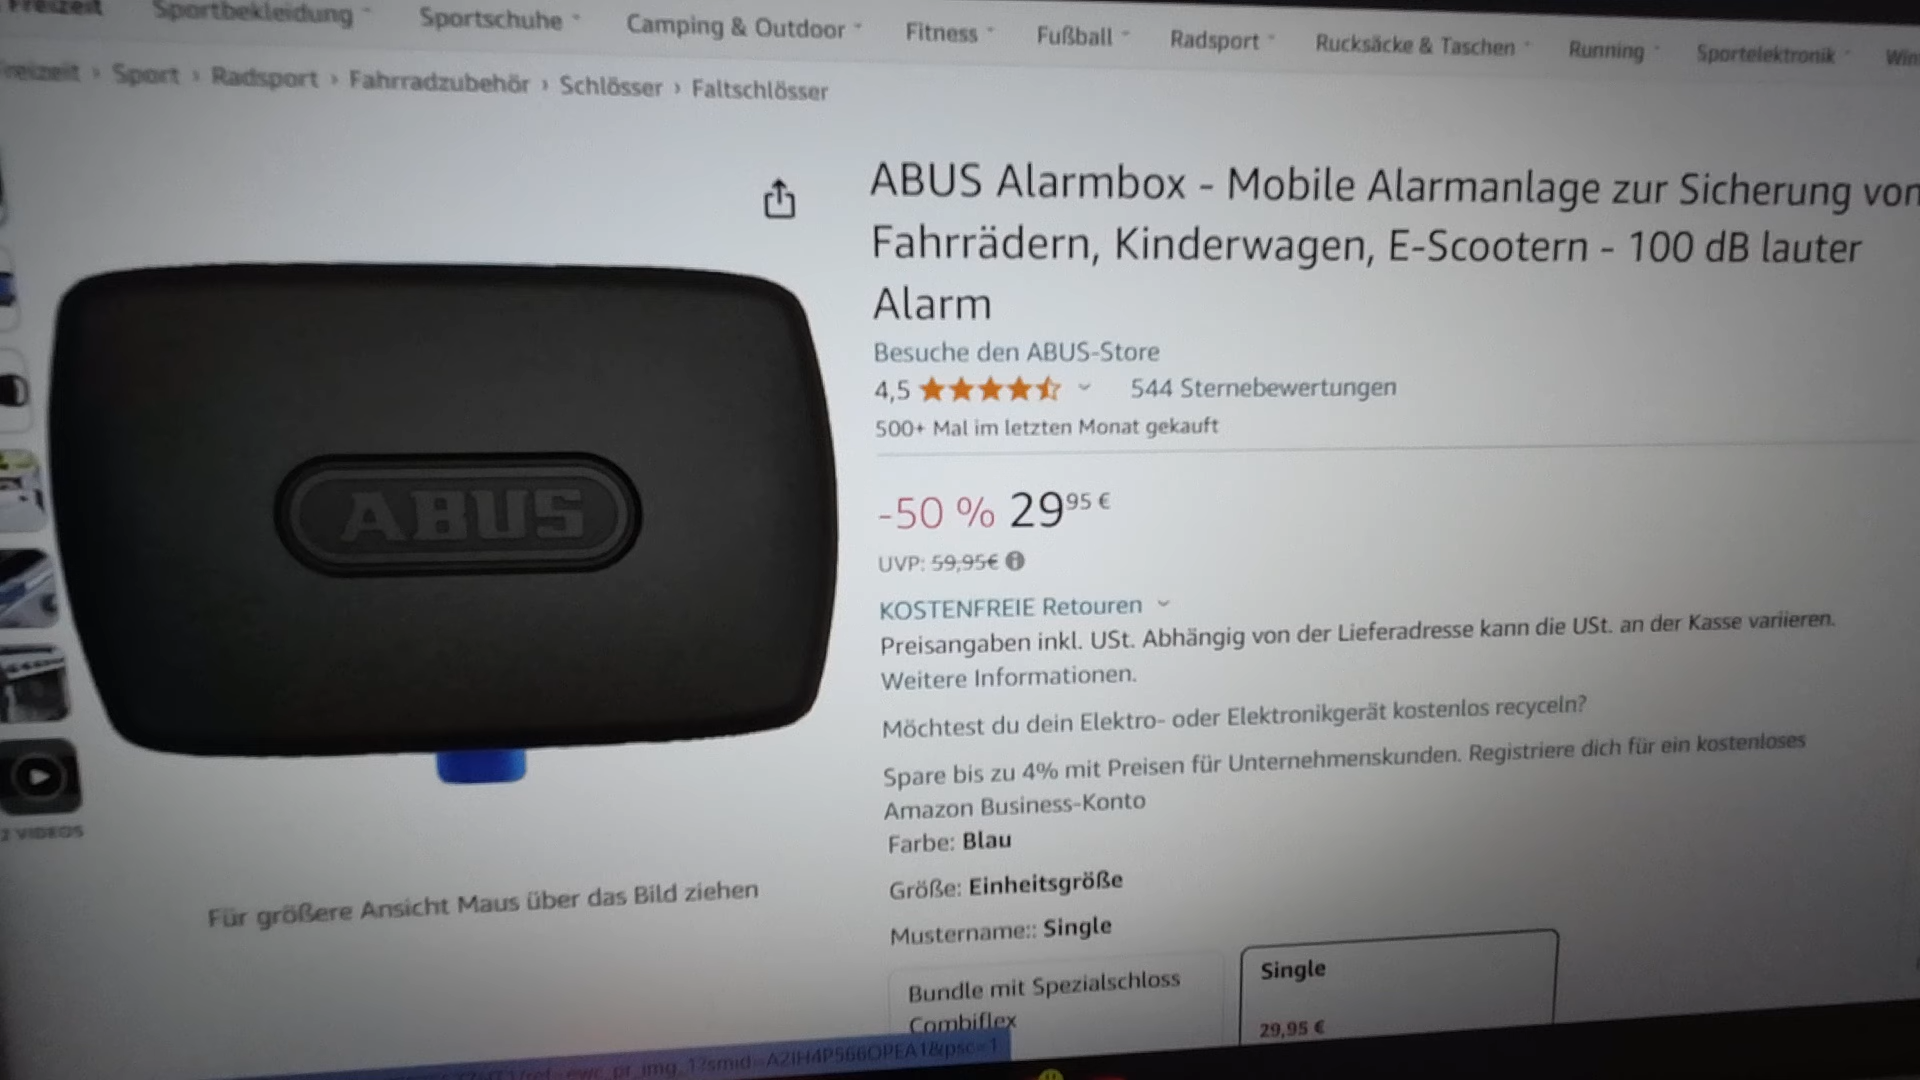 Freizeit Sportbekleidung Sportschuhe Camping & Outdoor Fitness Fußball Radsport Rucksäcke & Taschen Running Sportelektronik
Freizeit › Sport › Radsport › Fahrradzubehör › Schlösser › Faltschlösser
ABUS Alarmbox - Mobile Alarmanlage zur Sicherung von
Fahrrädern, Kinderwagen, E-Scootern - 100 dB lauter
Alarm
Besuche den ABUS-Store
4,5 544 Sternebewertungen
500+ Mal im letzten Monat gekauft
ABUS
-50 % 2995 €
UVP: 59,95€
KOSTENFREIE Retouren
Preisangaben inkl. USt. Abhängig von der Lieferadresse kann die USt. an der Kasse variieren.
Weitere Informationen.
Möchtest du dein Elektro- oder Elektronikgerät kostenlos recyceln?
Spare bis zu 4% mit Preisen für Unternehmenskunden. Registriere dich für ein kostenloses
Amazon Business-Konto
2 VIDEOS
Farbe: Blau
Für größere Ansicht Maus über das Bild ziehen
Größe: Einheitsgröße
Mustername:: Single
Bundle mit Spezialschloss
Combiflex
Single
29,95 €